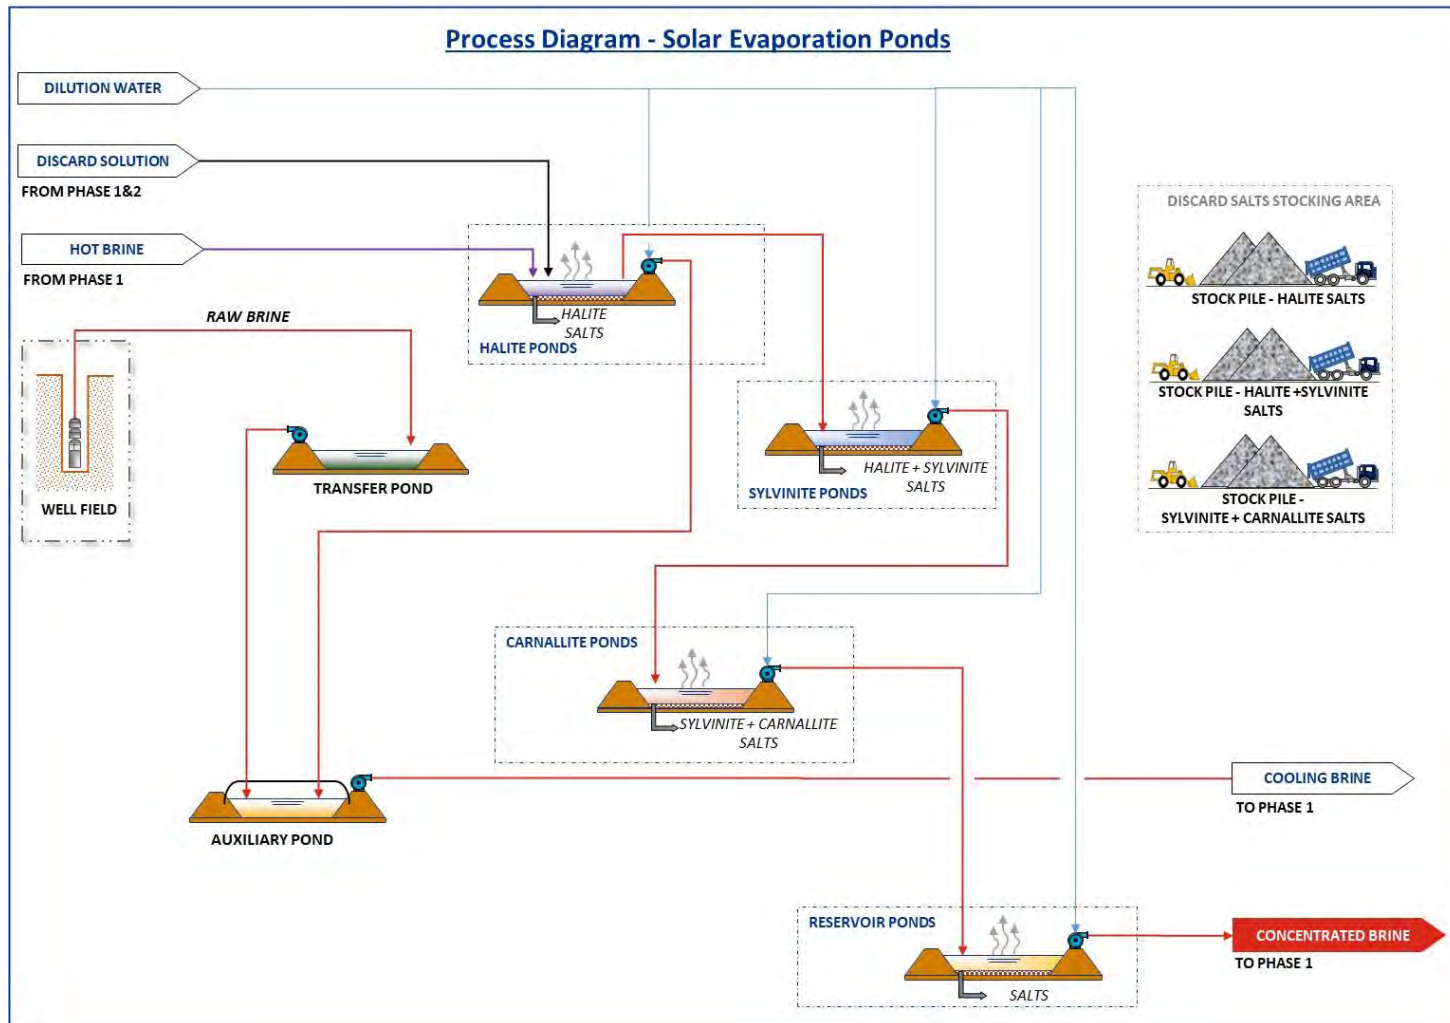 Process Diagram - Solar Evaporation Ponds
DILUTION WATER
DISCARD SOLUTION
FROM PHASE 1&2
HOT BRINE
FROM PHASE 1
RAW BRINE
WELL FIELD
TRANSFER POND
HALITE
SALTS
HALITE PONDS
HALITE + SYLVINITE
SALTS
SYLVINITE PONDS
DISCARD SALTS STOCKING AREA
STOCK PILE - HALITE SALTS
STOCK PILE - HALITE +SYLVINITE
SALTS
STOCK PILE -
SYLVINITE + CARNALLITE SALTS
CARNALLITE PONDS
SYLVINITE + CARNALLITE
SALTS
AUXILIARY POND
COOLING BRINE
TO PHASE 1
RESERVOIR PONDS
SALTS
CONCENTRATED BRINE
TO PHASE 1